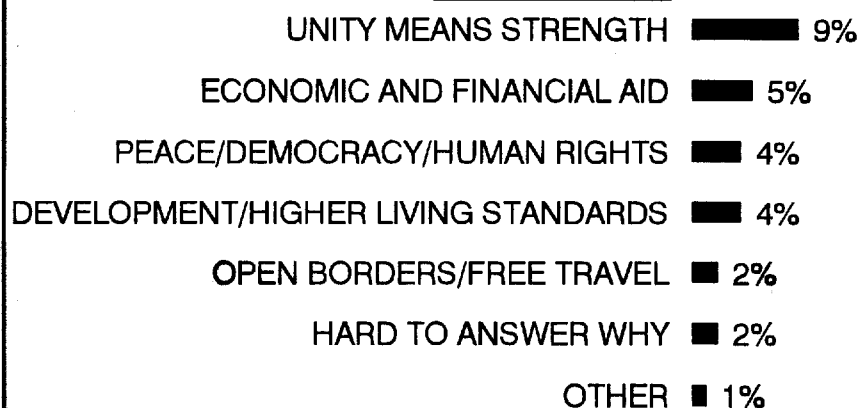 UNITY MEANS STRENGTH 9%
ECONOMIC AND FINANCIAL AID 5%
PEACE/DEMOCRACY/HUMAN RIGHTS 4%
DEVELOPMENT/HIGHER LIVING STANDARDS 4%
OPEN BORDERS/FREE TRAVEL 2%
HARD TO ANSWER WHY 2%
OTHER 1%